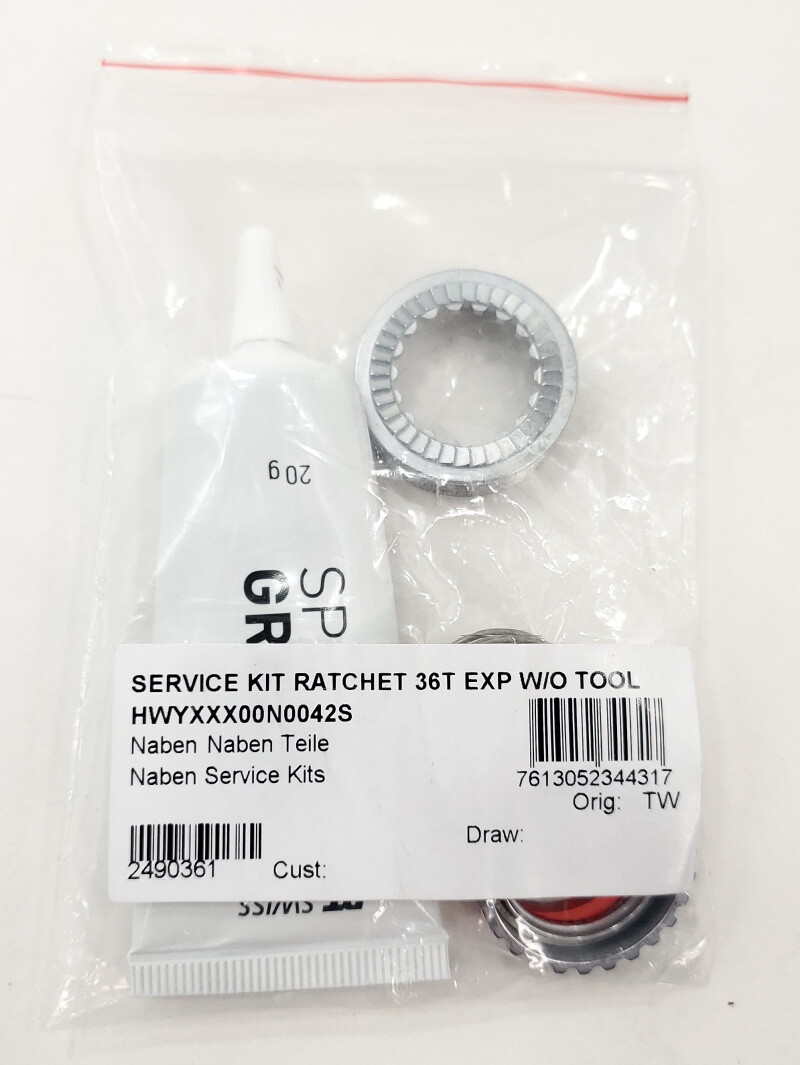 20g
SP
GR
SERVICE KIT RATCHET 36T EXP W/O TOOL
HWYXXX00N0042S
Naben Naben Teile
Naben Service Kits
7613052344317
Orig: TW
Draw:
2490361
Cust:
SWISS